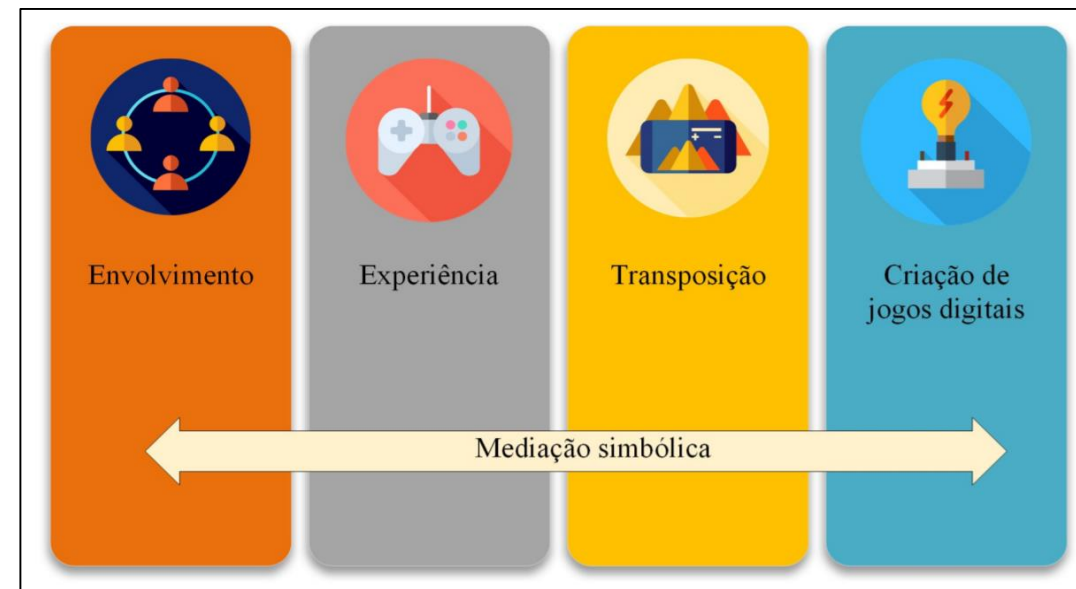 Envolvimento
Experiência
Transposição
Criação de
jogos digitais
Mediação simbólica